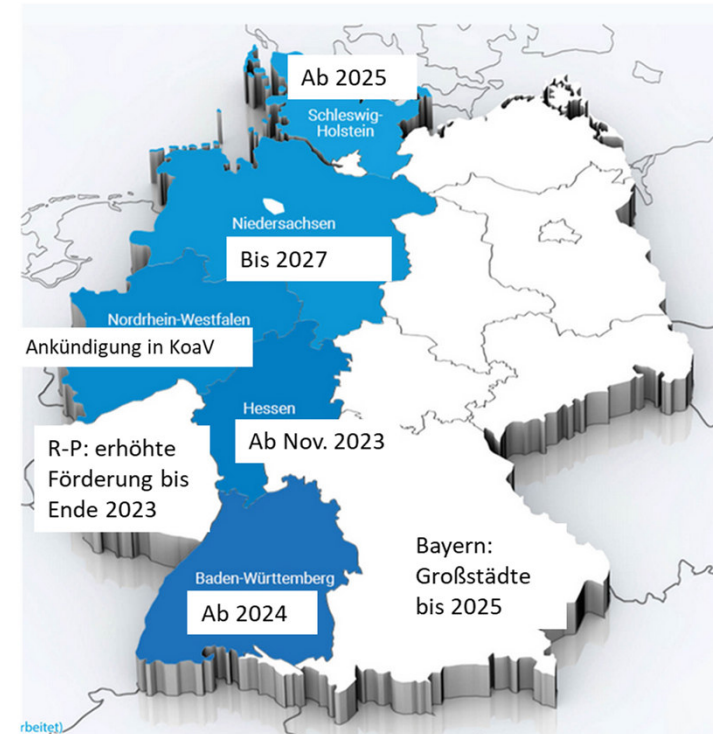 Ab 2025
Schleswig-
Holstein
Niedersachsen
Bis 2027
Nordrhein-Westfalen
Ankündigung in KoaV
Hessen
Ab Nov. 2023
R-P: erhöhte
Förderung bis
Ende 2023
Bayern:
Großstädte
bis 2025
Baden-Württemberg
Ab 2024
rbeitet)